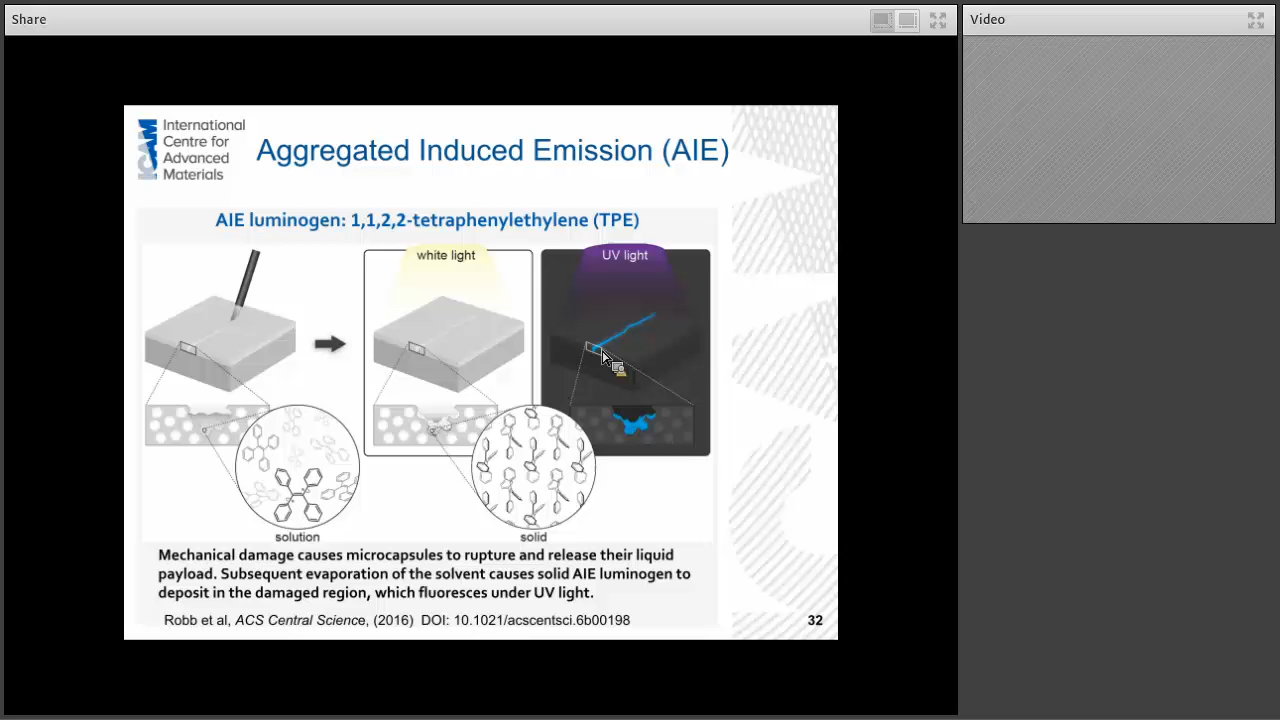 Share
Video
International
Centre for
Advanced
Materials
ICAM
Aggregated Induced Emission (AIE)
AIE luminogen: 1,1,2,2-tetraphenylethylene (TPE)
white light
UV light
solution
solid
Mechanical damage causes microcapsules to rupture and release their liquid
payload. Subsequent evaporation of the solvent causes solid AIE luminogen to
deposit in the damaged region, which fluoresces under UV light.
Robb et al, ACS Central Science, (2016) DOI: 10.1021/acscentsci.6b00198
32